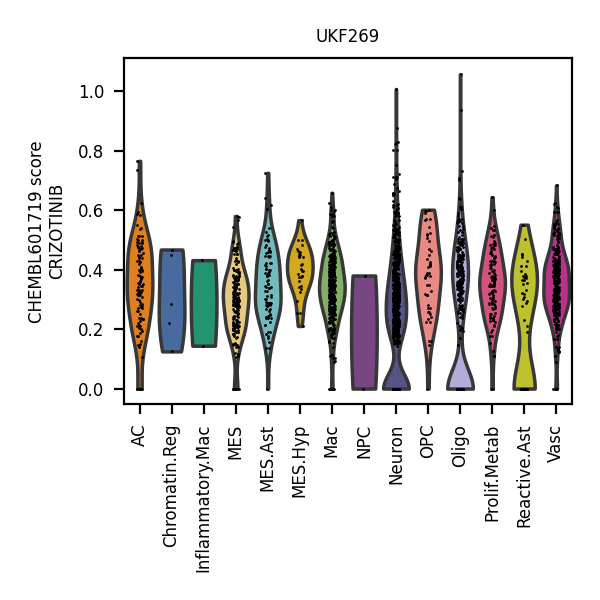 UKF269
CHEMBL601719 score
CRIZOTINIB
1.0
0.8
0.6
0.4
0.2
0.0
AC
Chromatin.Reg
Inflammatory.Mac
MES
MES.Ast
MES.Hyp
Mac
NPC
Neuron
OPC
Oligo
Prolif.Metab
Reactive.Ast
Vasc